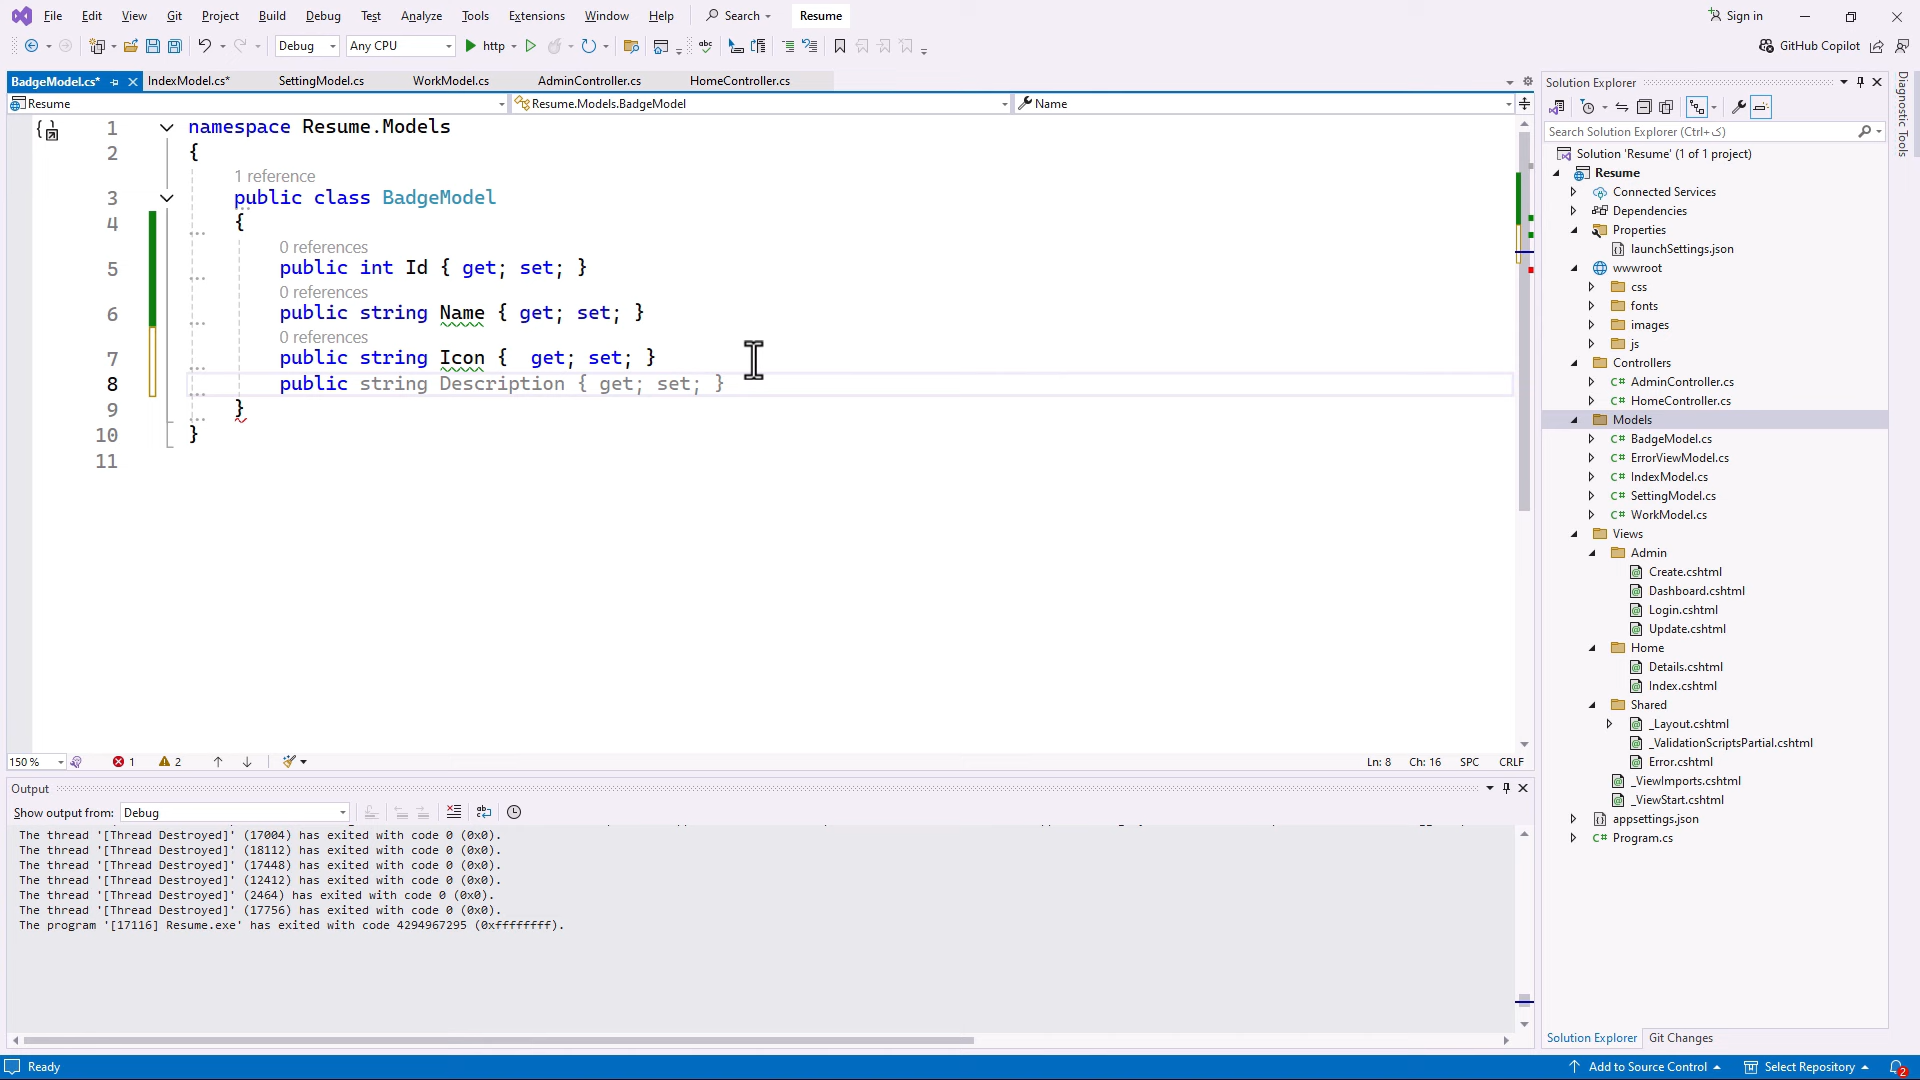 File Edit View Git Project Build Debug Test Analyze Tools Extensions Window Help Search Resume Sign in
Debug Any CPU http GitHub Copilot
BadgeModel.cs* IndexModel.cs* SettingModel.cs WorkModel.cs AdminController.cs HomeController.cs
Resume Resume.Models.BadgeModel Name
1 namespace Resume.Models
2 {
1 reference
3 public class BadgeModel
4 {
0 references
5 public int Id { get; set; }
0 references
6 public string Name { get; set; }
0 references
7 public string Icon {  get; set; }
8 public string Description { get; set; }
9 }
10 }
11
150 % 1 2 Ln: 8 Ch: 16 SPC CRLF
Output
Show output from: Debug
The thread '[Thread Destroyed]' (17004) has exited with code 0 (0x0).
The thread '[Thread Destroyed]' (18112) has exited with code 0 (0x0).
The thread '[Thread Destroyed]' (17448) has exited with code 0 (0x0).
The thread '[Thread Destroyed]' (12412) has exited with code 0 (0x0).
The thread '[Thread Destroyed]' (2464) has exited with code 0 (0x0).
The thread '[Thread Destroyed]' (17756) has exited with code 0 (0x0).
The program '[17116] Resume.exe' has exited with code 4294967295 (0xffffffff).
Solution Explorer
Search Solution Explorer (Ctrl+ک)
Solution 'Resume' (1 of 1 project)
Resume
Connected Services
Dependencies
Properties
launchSettings.json
wwwroot
css
fonts
images
js
Controllers
C# AdminController.cs
C# HomeController.cs
Models
C# BadgeModel.cs
C# ErrorViewModel.cs
C# IndexModel.cs
C# SettingModel.cs
C# WorkModel.cs
Views
Admin
Create.cshtml
Dashboard.cshtml
Login.cshtml
Update.cshtml
Home
Details.cshtml
Index.cshtml
Shared
_Layout.cshtml
_ValidationScriptsPartial.cshtml
Error.cshtml
_ViewImports.cshtml
_ViewStart.cshtml
appsettings.json
C# Program.cs
Solution Explorer Git Changes
Diagnostic Tools
Ready Add to Source Control Select Repository 2